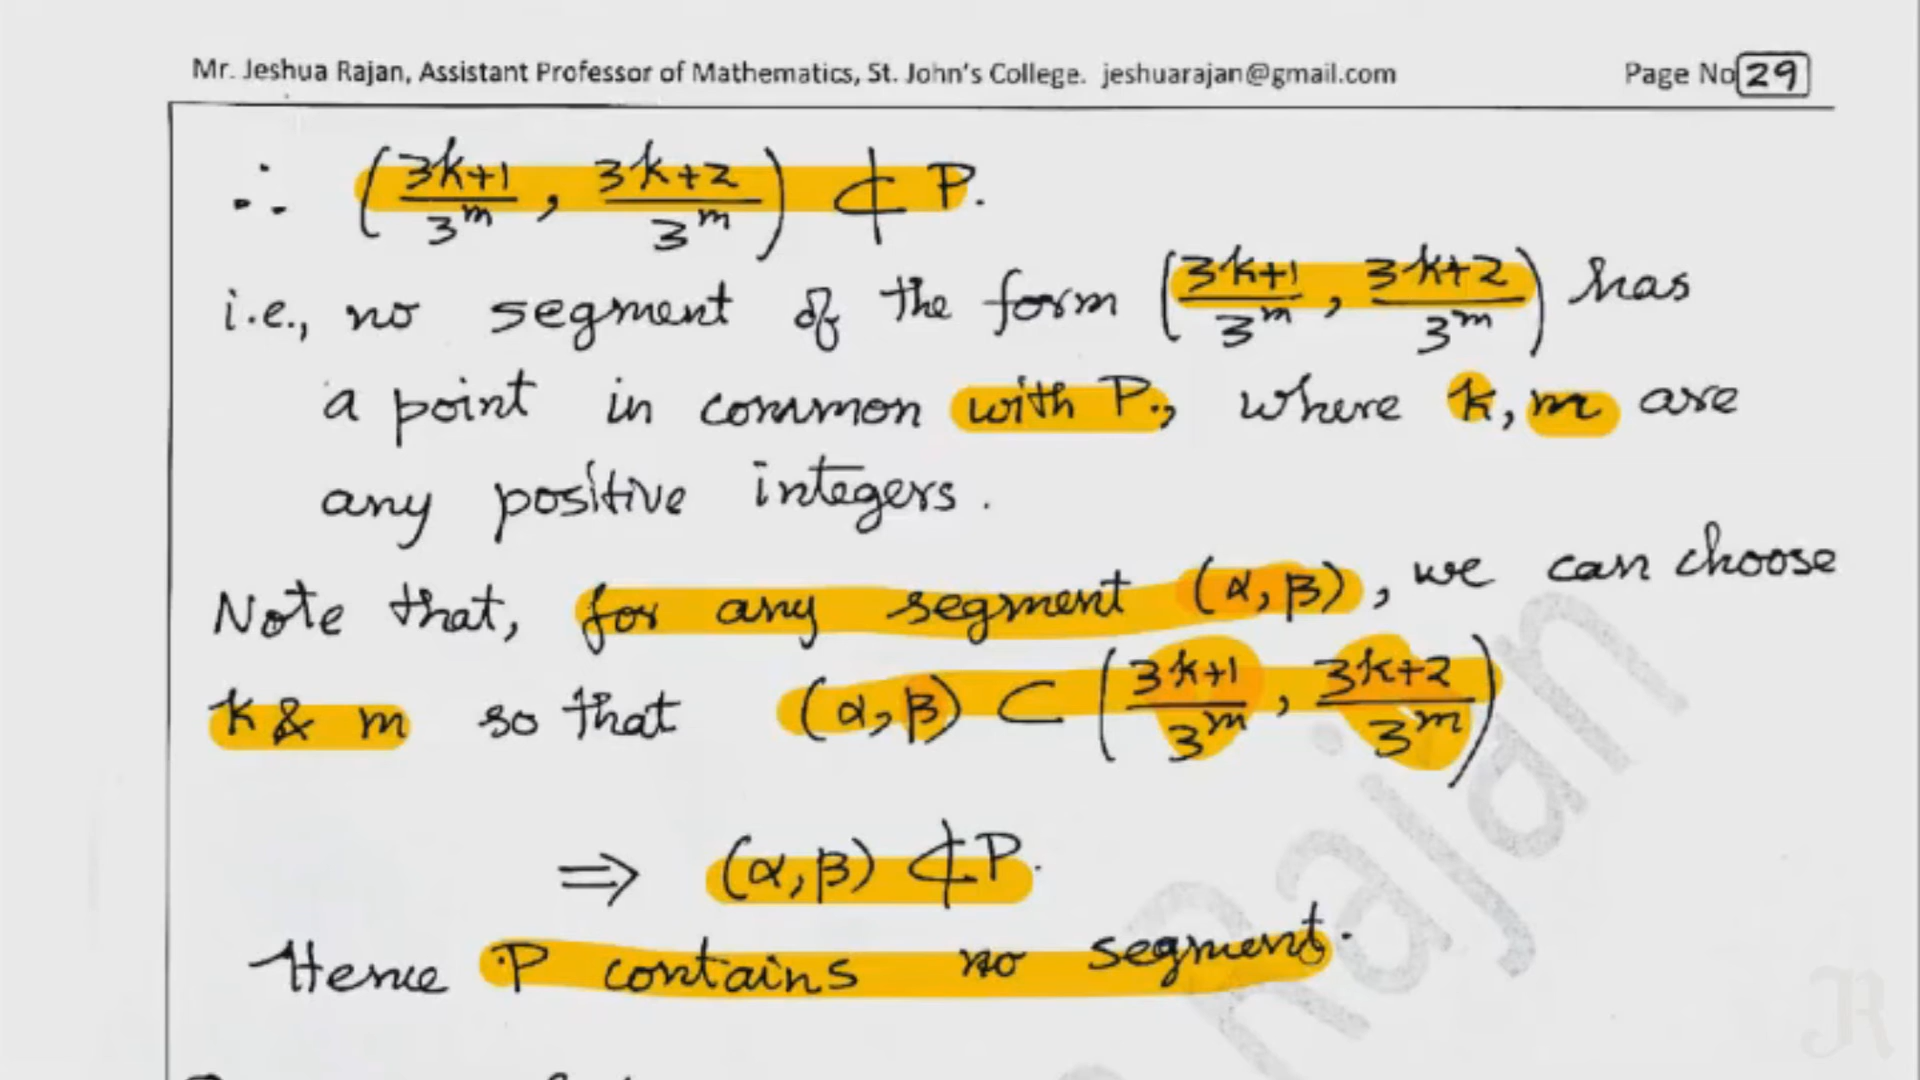 Mr. Jeshua Rajan, Assistant Professor of Mathematics, St. John's College. jeshuarajan@gmail.com Page No 29
∴ (3k+1/3^m, 3k+2/3^m) ⊄ P.
i.e., no segment of the form (3k+1/3^m, 3k+2/3^m) has
a point in common with P., where k, m are
any positive integers.
Note that, for any segment (α, β), we can choose
k & m so that (α, β) ⊂ (3k+1/3^m, 3k+2/3^m)
⇒ (α, β) ⊄ P.
Hence P contains no segment.
Rajan
JR